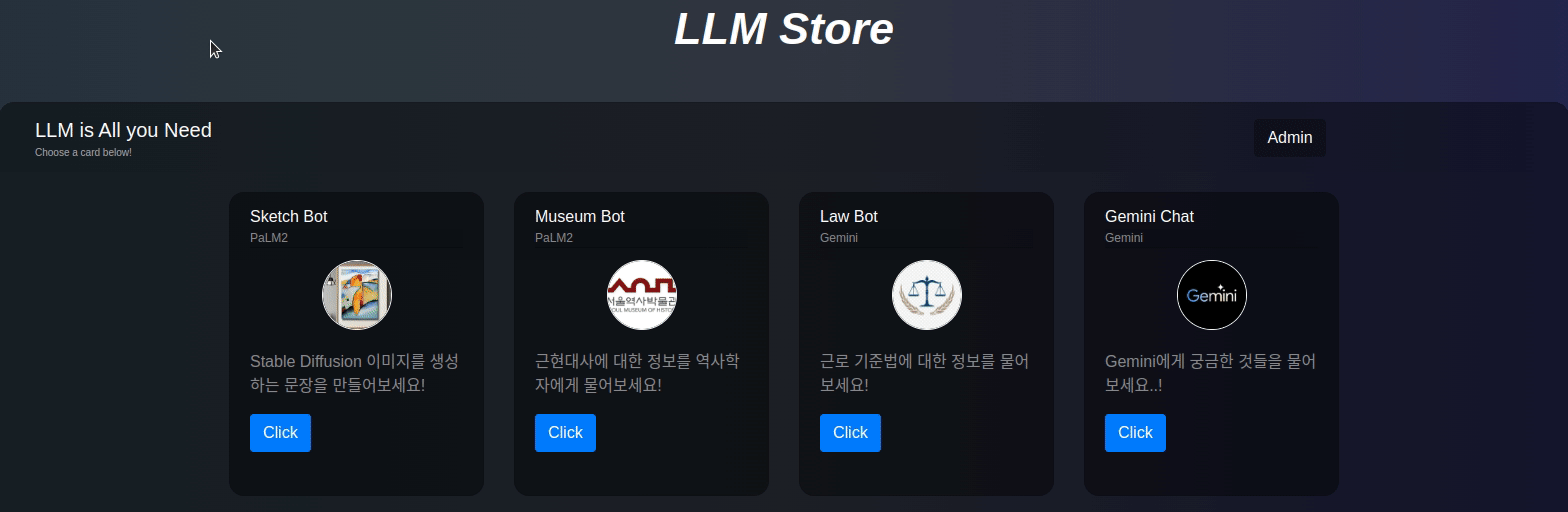 LLM Store
LLM is All you Need
Choose a card below!
Admin
Sketch Bot
PaLM2
Stable Diffusion 이미지를 생성
하는 문장을 만들어보세요!
Click
Museum Bot
PaLM2
서울역사박물관
근현대사에 대한 정보를 역사학
자에게 물어보세요!
Click
Law Bot
Gemini
근로 기준법에 대한 정보를 물어
보세요!
Click
Gemini Chat
Gemini
Gemini
Gemini에게 궁금한 것들을 물어
보세요..!
Click